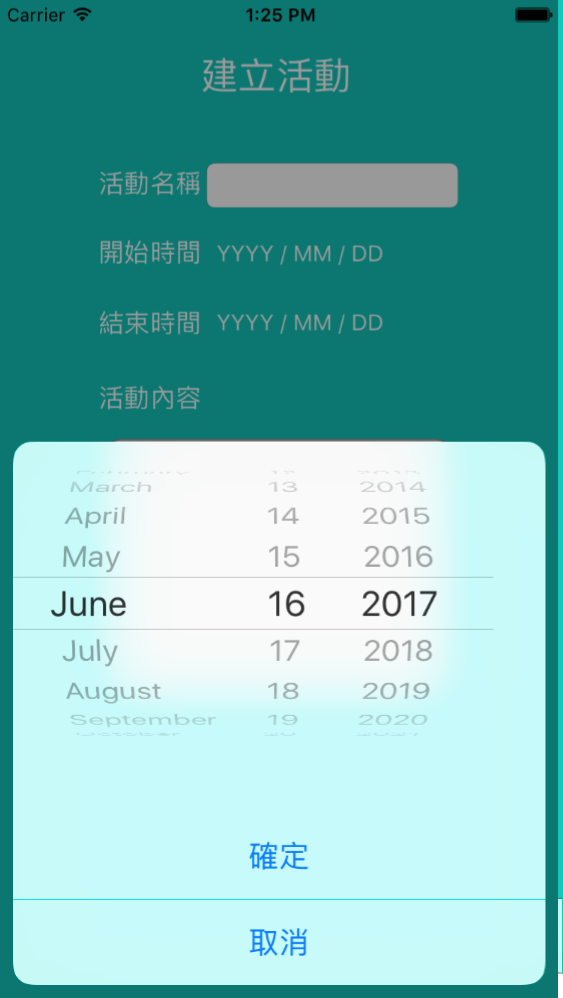 Carrier 1:25 PM
建立活動
活動名稱
開始時間 YYYY / MM / DD
結束時間 YYYY / MM / DD
活動內容
March 13 2014
April 14 2015
May 15 2016
June 16 2017
July 17 2018
August 18 2019
September 19 2020
確定
取消